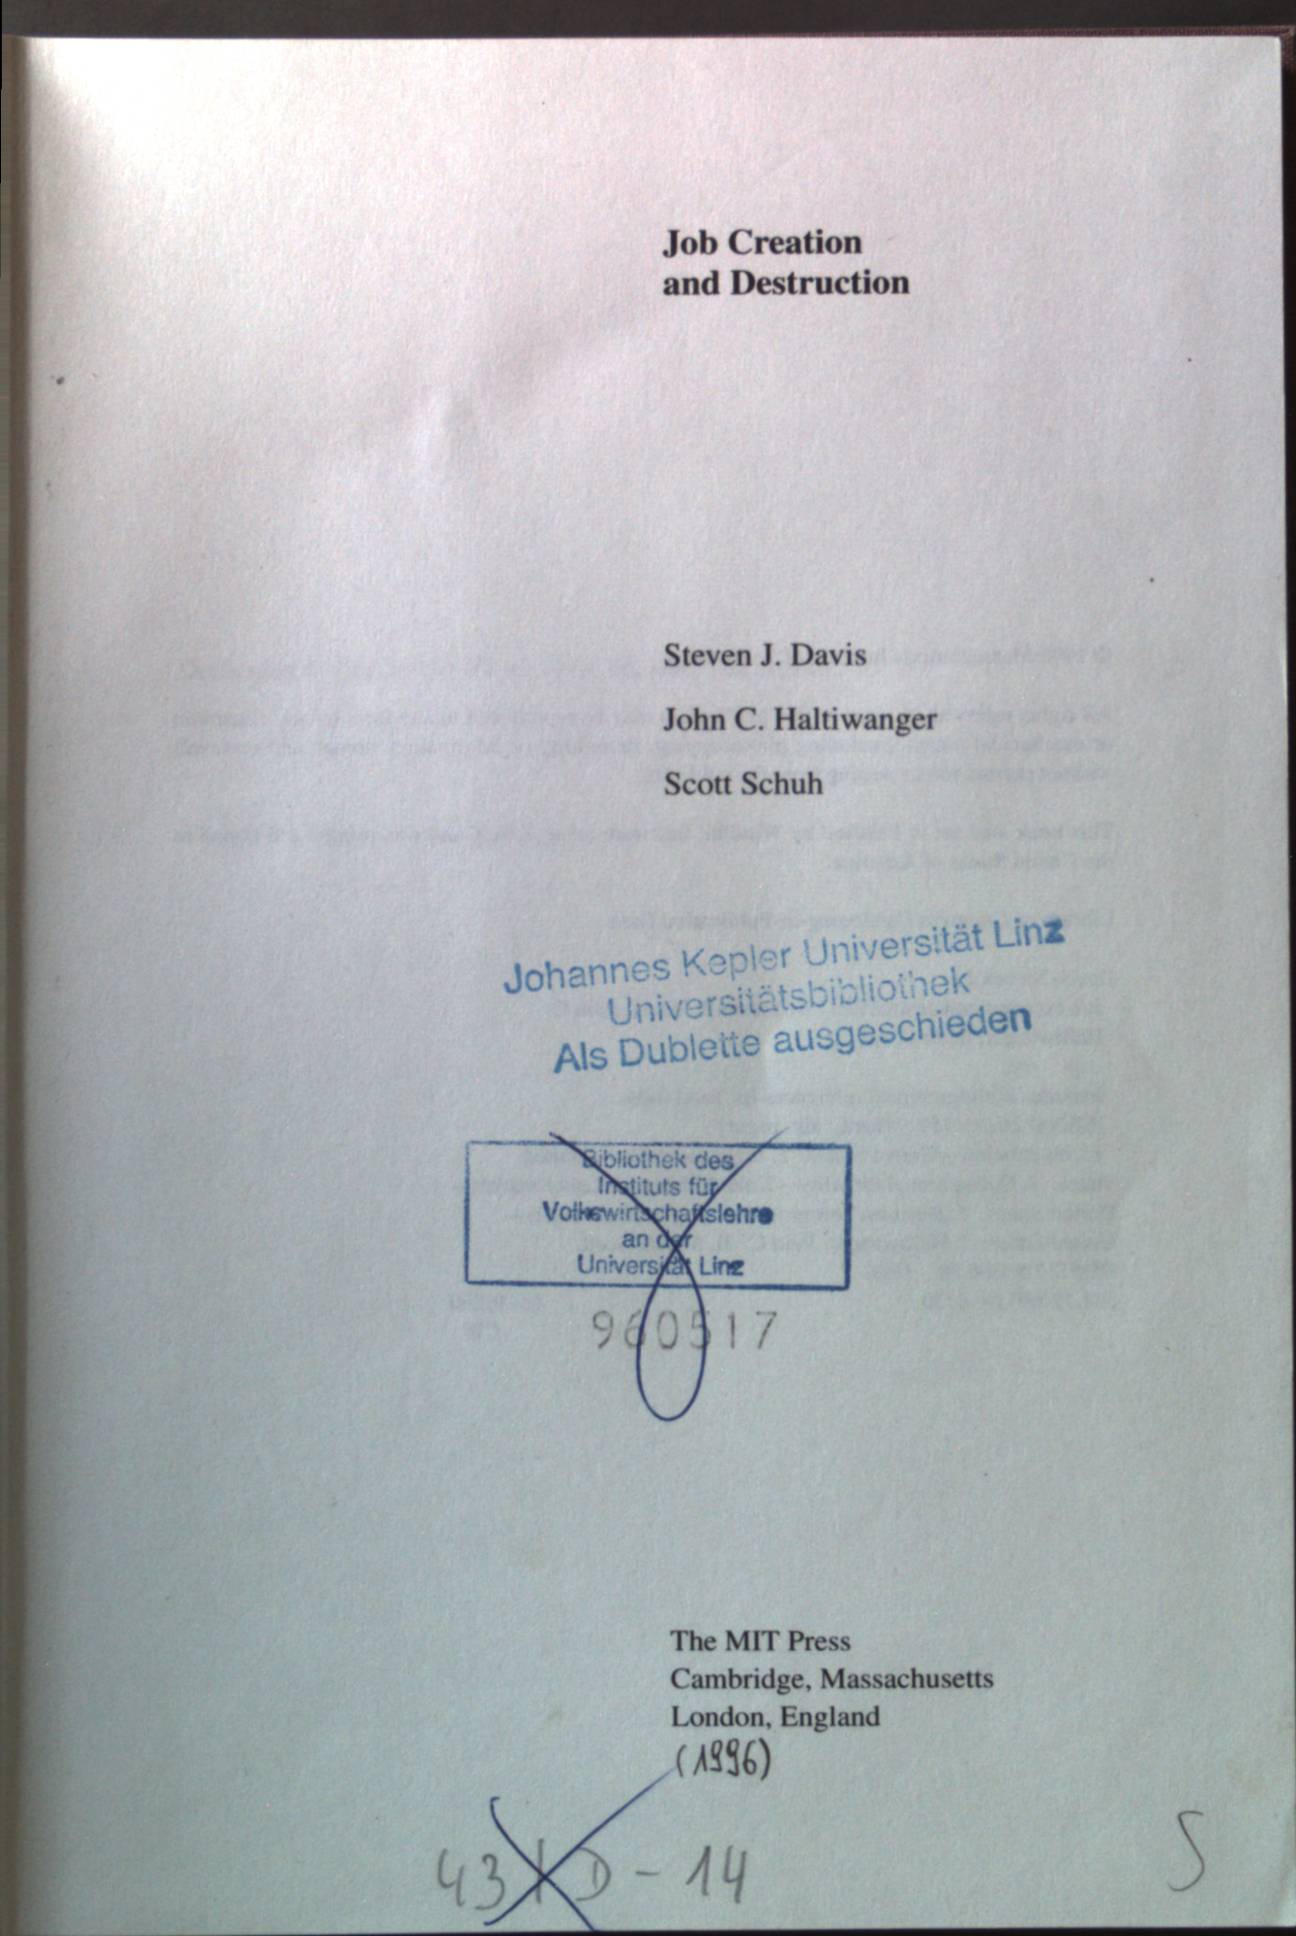 Job Creation
and Destruction
Steven J. Davis
John C. Haltiwanger
Scott Schuh
Johannes Kepler Universität Linz
Universitätsbibliothek
Als Dublette ausgeschieden
Bibliothek des
Instituts für
Volkswirtschaftslehre
an der
Universität Linz
960517
The MIT Press
Cambridge, Massachusetts
London, England
(1996)
43 D - 14
S